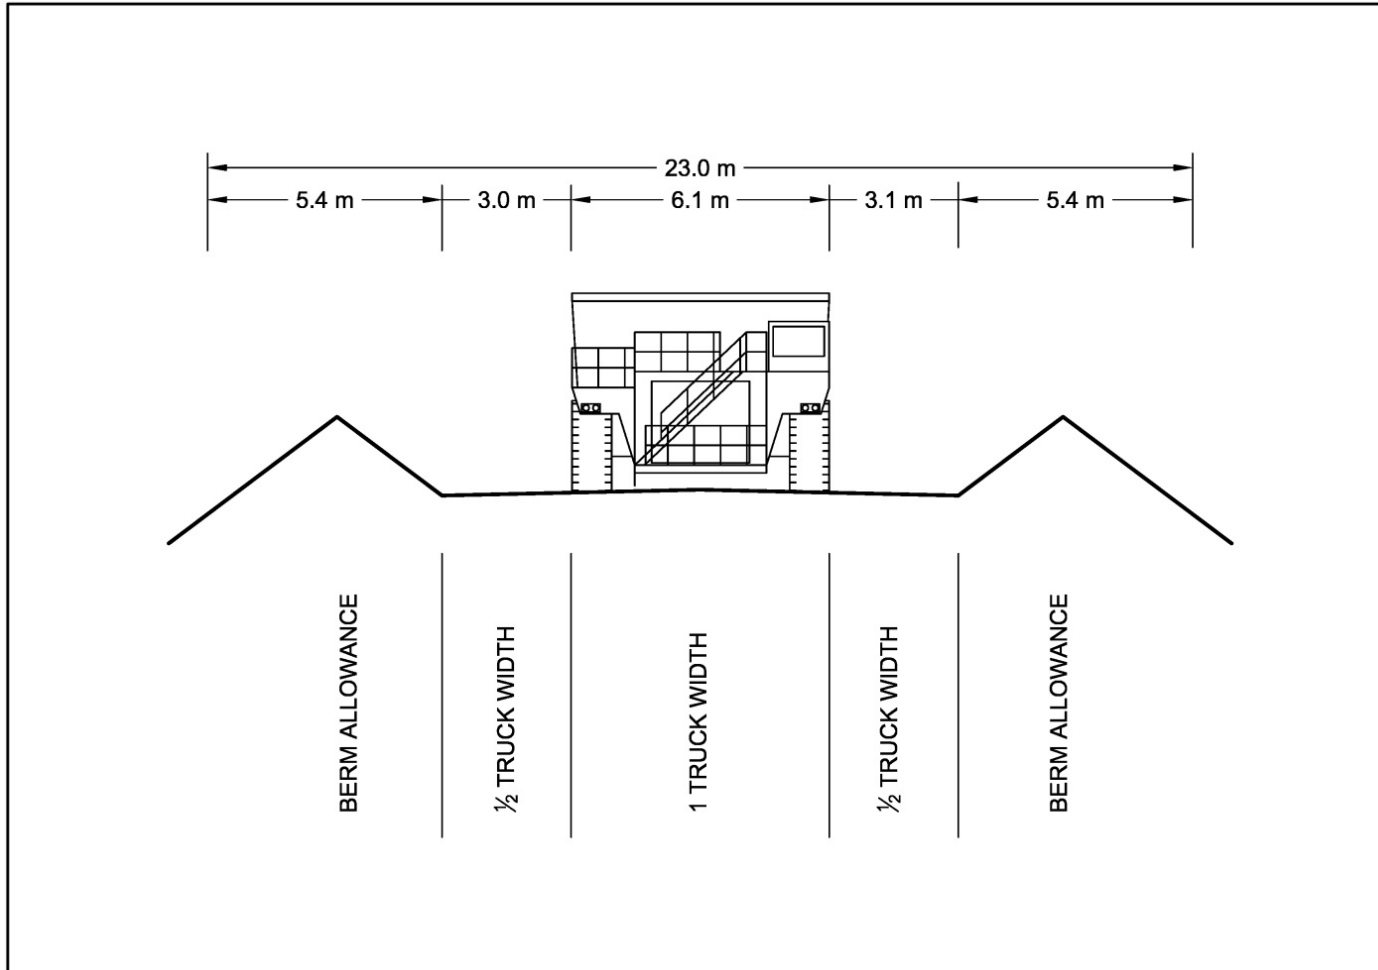 23.0 m
5.4 m 3.0 m 6.1 m 3.1 m 5.4 m
BERM ALLOWANCE
½ TRUCK WIDTH
1 TRUCK WIDTH
½ TRUCK WIDTH
BERM ALLOWANCE